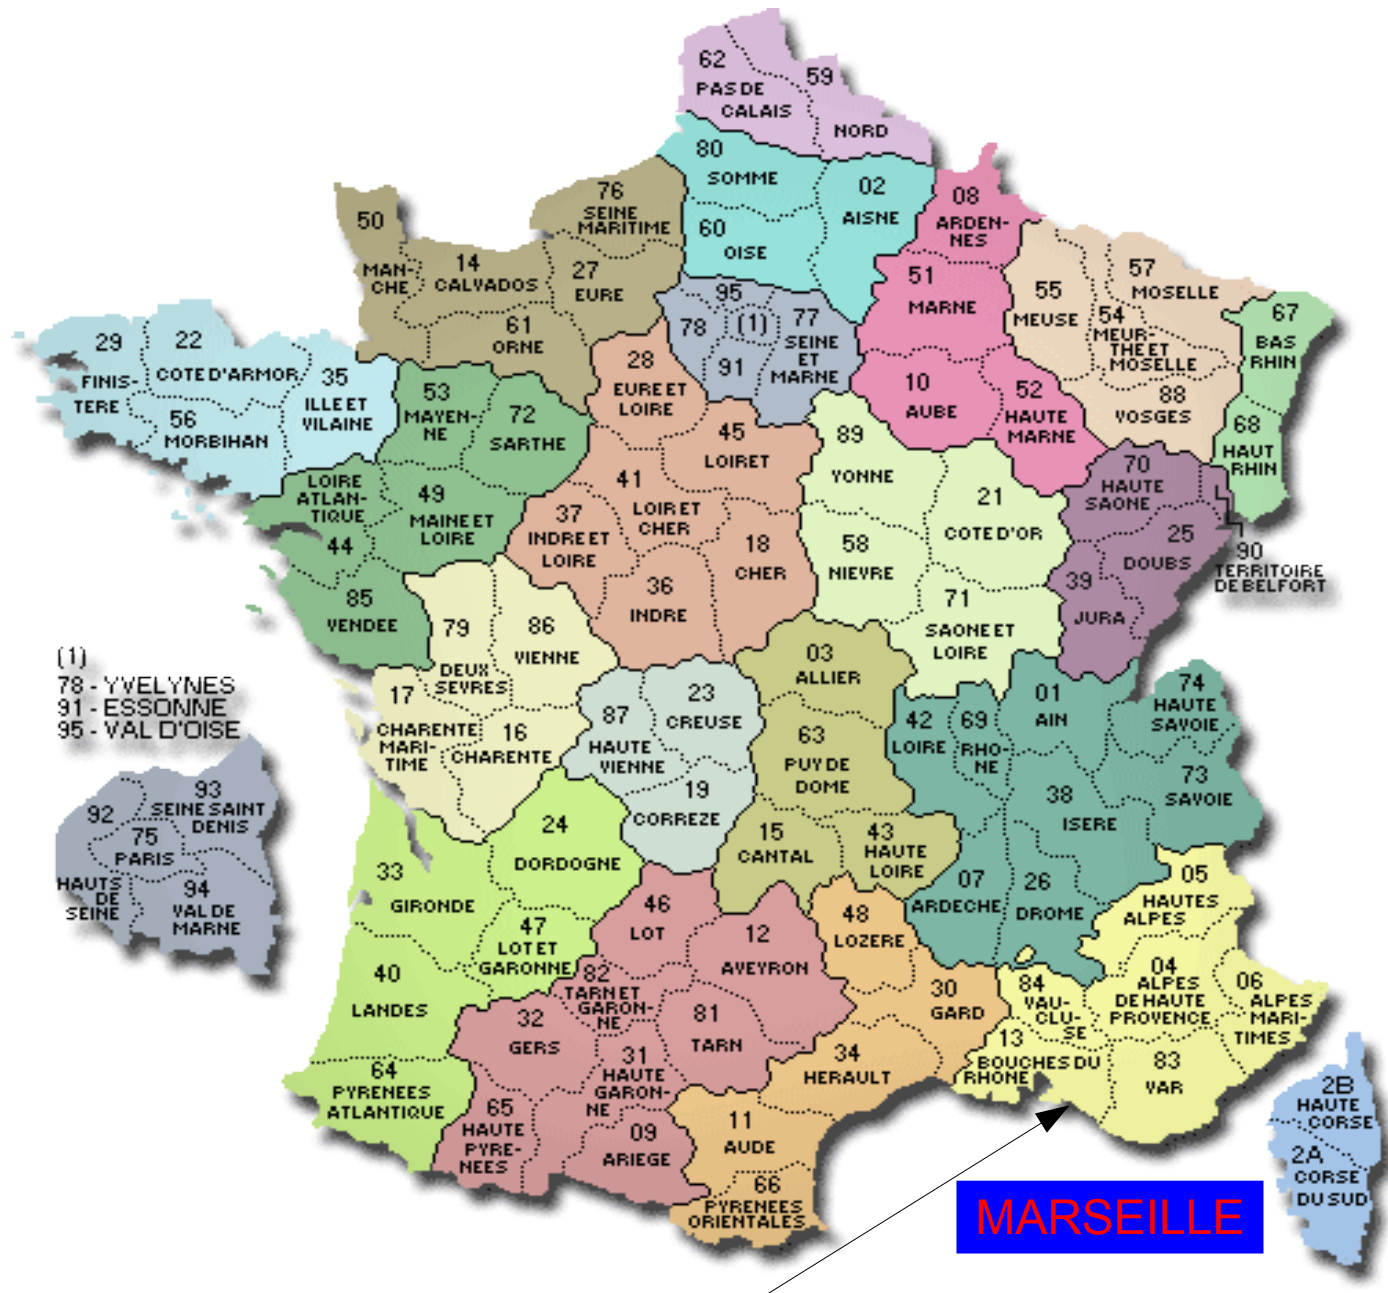 62
PAS DE
CALAIS
59
NORD
80
SOMME
02
AISNE
60
OISE
76
SEINE
MARITIME
50
MAN-
CHE
14
CALVADOS
27
EURE
61
ORNE
08
ARDEN-
NES
51
MARNE
10
AUBE
52
HAUTE
MARNE
55
MEUSE
54
MEUR-
THE ET
MOSELLE
57
MOSELLE
88
VOSGES
67
BAS
RHIN
68
HAUT
RHIN
95
78
(1)
91
77
SEINE
ET
MARNE
29
FINIS-
TERE
22
COTE D'ARMOR
35
ILLE ET
VILAINE
56
MORBIHAN
53
MAYEN-
NE
72
SARTHE
LOIRE
ATLAN-
TIQUE
44
49
MAINE ET
LOIRE
85
VENDEE
28
EURE ET
LOIRE
45
LOIRET
41
LOIR ET
CHER
37
INDRE ET
LOIRE
18
CHER
36
INDRE
89
YONNE
21
COTE D'OR
58
NIEVRE
71
SAONE ET
LOIRE
70
HAUTE
SAONE
25
DOUBS
39
JURA
90
TERRITOIRE
DE BELFORT
79
DEUX
SEVRES
86
VIENNE
17
CHARENTE
MARI-
TIME
16
CHARENTE
87
HAUTE
VIENNE
23
CREUSE
19
CORREZE
03
ALLIER
63
PUY DE
DOME
15
CANTAL
43
HAUTE
LOIRE
42
LOIRE
69
RHO-
NE
01
AIN
74
HAUTE
SAVOIE
73
SAVOIE
38
ISERE
07
ARDECHE
26
DROME
(1)
78 - YVELYNES
91 - ESSONNE
95 - VAL D'OISE
92
HAUTS
DE
SEINE
93
SEINE SAINT
DENIS
75
PARIS
94
VAL DE
MARNE
24
DORDOGNE
33
GIRONDE
47
LOT ET
GARONNE
40
LANDES
64
PYRENEES
ATLANTIQUE
46
LOT
12
AVEYRON
82
TARN ET
GARON-
NE
32
GERS
81
TARN
31
HAUTE
GARON-
NE
65
HAUTE
PYRE-
NEES
09
ARIEGE
48
LOZERE
30
GARD
34
HERAULT
11
AUDE
66
PYRENEES
ORIENTALES
05
HAUTES
ALPES
04
ALPES
DE HAUTE
PROVENCE
06
ALPES
MARI-
TIMES
84
VAU-
CLU-
SE
13
BOUCHES DU
RHONE
83
VAR
2B
HAUTE
CORSE
2A
CORSE
DU SUD
MARSEILLE